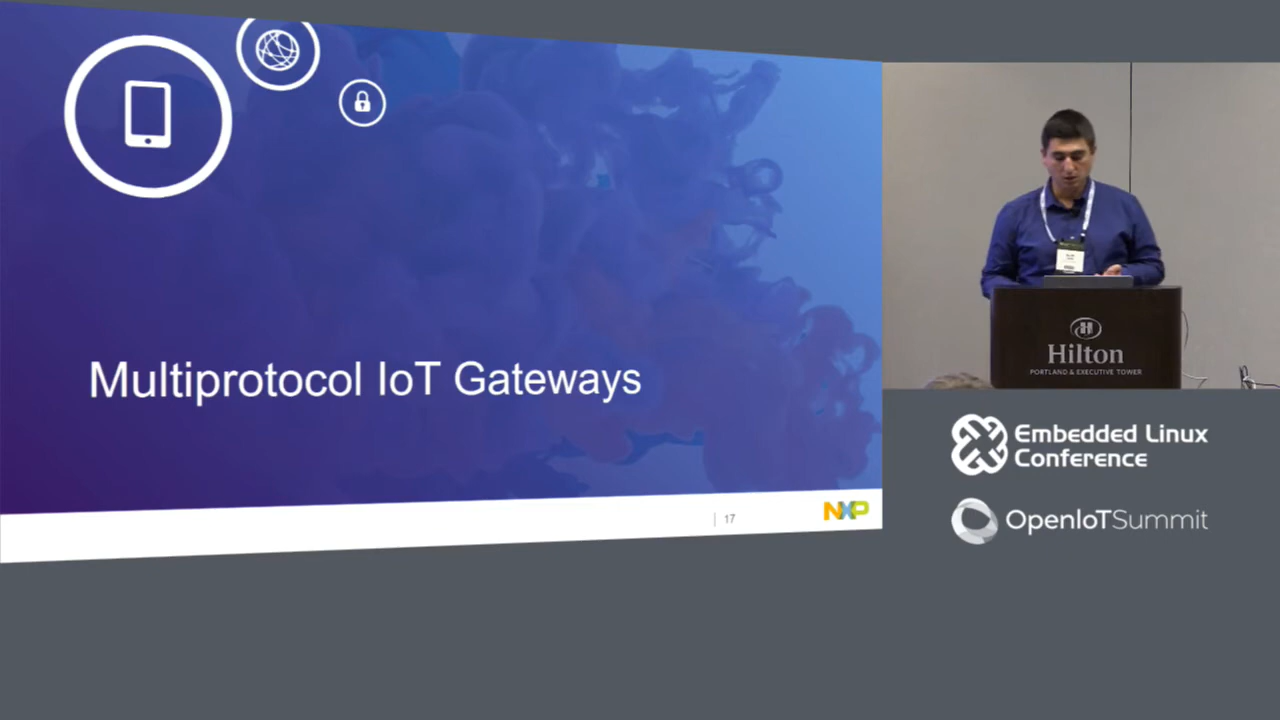 Multiprotocol IoT Gateways
| 17
NXP
Hilton
PORTLAND & EXECUTIVE TOWER
Embedded Linux
Conference
OpenIoTSummit